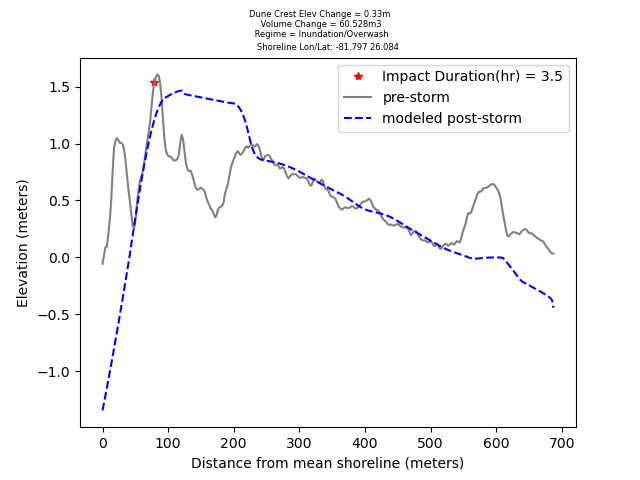 Dune Crest Elev Change = 0.33m
Volume Change = 60.528m3
Regime = Inundation/Overwash
Shoreline Lon/Lat: -81.797 26.084
Impact Duration(hr) = 3.5
pre-storm
modeled post-storm
Elevation (meters)
1.5
1.0
0.5
0.0
−0.5
−1.0
0 100 200 300 400 500 600 700
Distance from mean shoreline (meters)